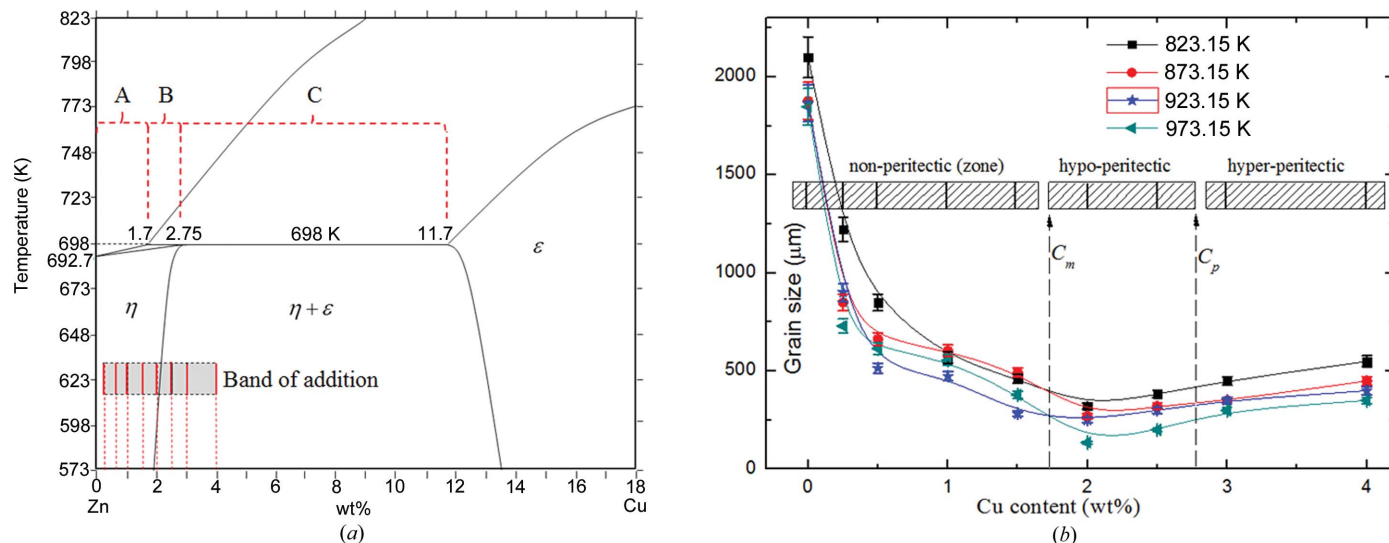 823
798
773
748
723
698
692.7
673
648
623
598
573
Temperature (K)
A
B
C
1.7
2.75
698 K
11.7
ε
η
η + ε
Band of addition
0 2 4 6 8 10 12 14 16 18
Zn
wt%
Cu
(a)
2000
1500
1000
500
0
Grain size (μm)
823.15 K
873.15 K
923.15 K
973.15 K
non-peritectic (zone)
hypo-peritectic
hyper-peritectic
Cm
Cp
0 1 2 3 4
Cu content (wt%)
(b)